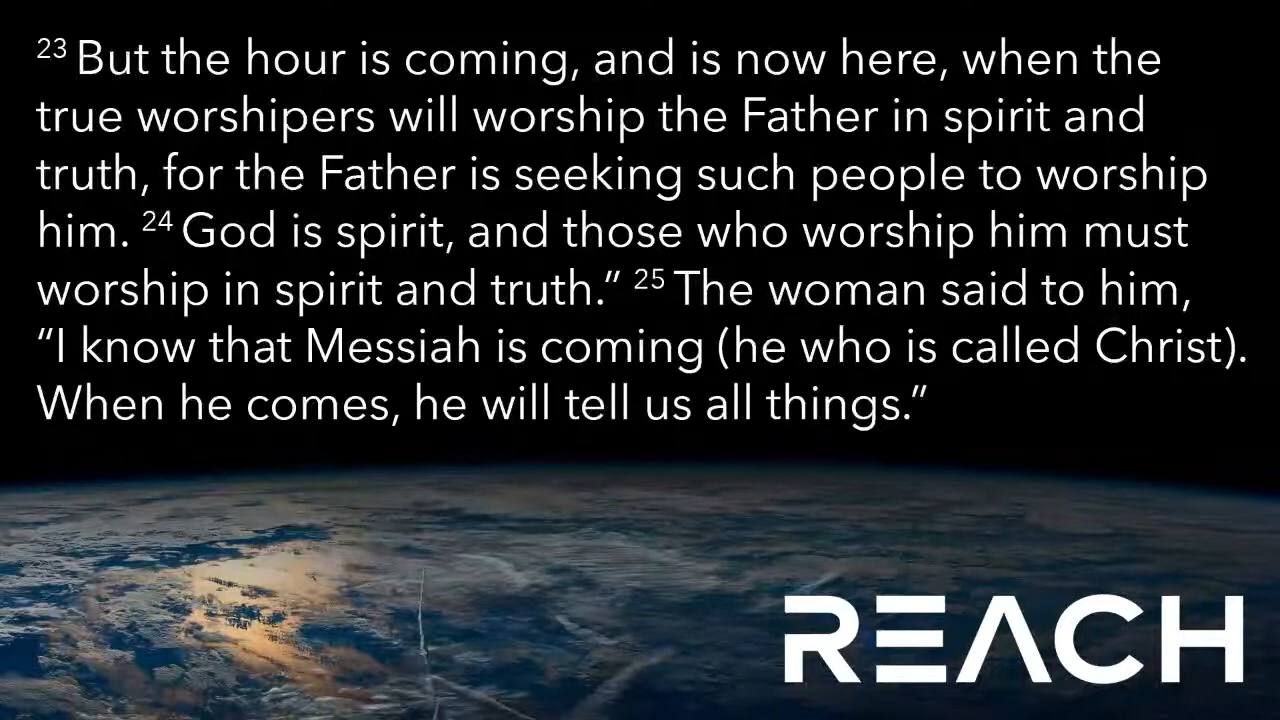 23 But the hour is coming, and is now here, when the
true worshipers will worship the Father in spirit and
truth, for the Father is seeking such people to worship
him. 24 God is spirit, and those who worship him must
worship in spirit and truth.” 25 The woman said to him,
“I know that Messiah is coming (he who is called Christ).
When he comes, he will tell us all things.”
REACH